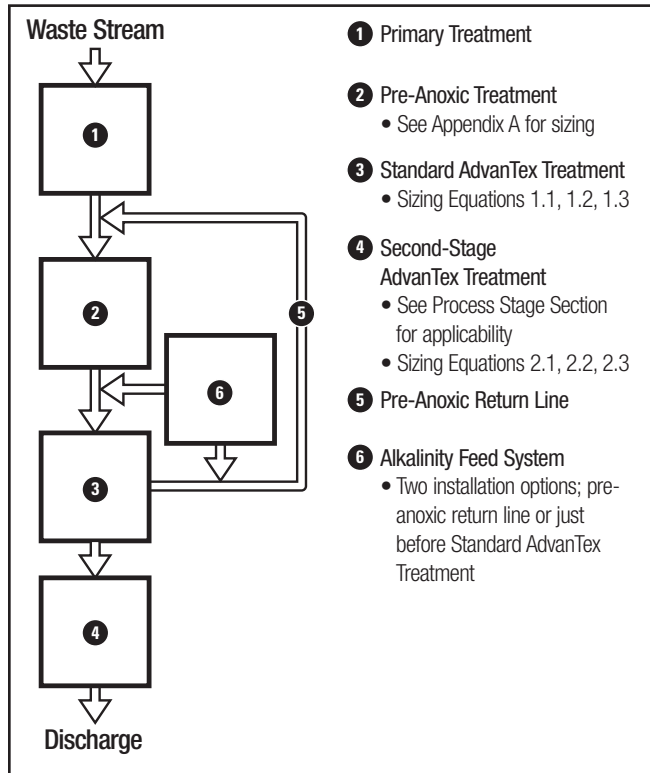 Waste Stream
1
2
3
4
5
6
Discharge
1 Primary Treatment
2 Pre-Anoxic Treatment
• See Appendix A for sizing
3 Standard AdvanTex Treatment
• Sizing Equations 1.1, 1.2, 1.3
4 Second-Stage
AdvanTex Treatment
• See Process Stage Section
for applicability
• Sizing Equations 2.1, 2.2, 2.3
5 Pre-Anoxic Return Line
6 Alkalinity Feed System
• Two installation options; pre-
anoxic return line or just
before Standard AdvanTex
Treatment